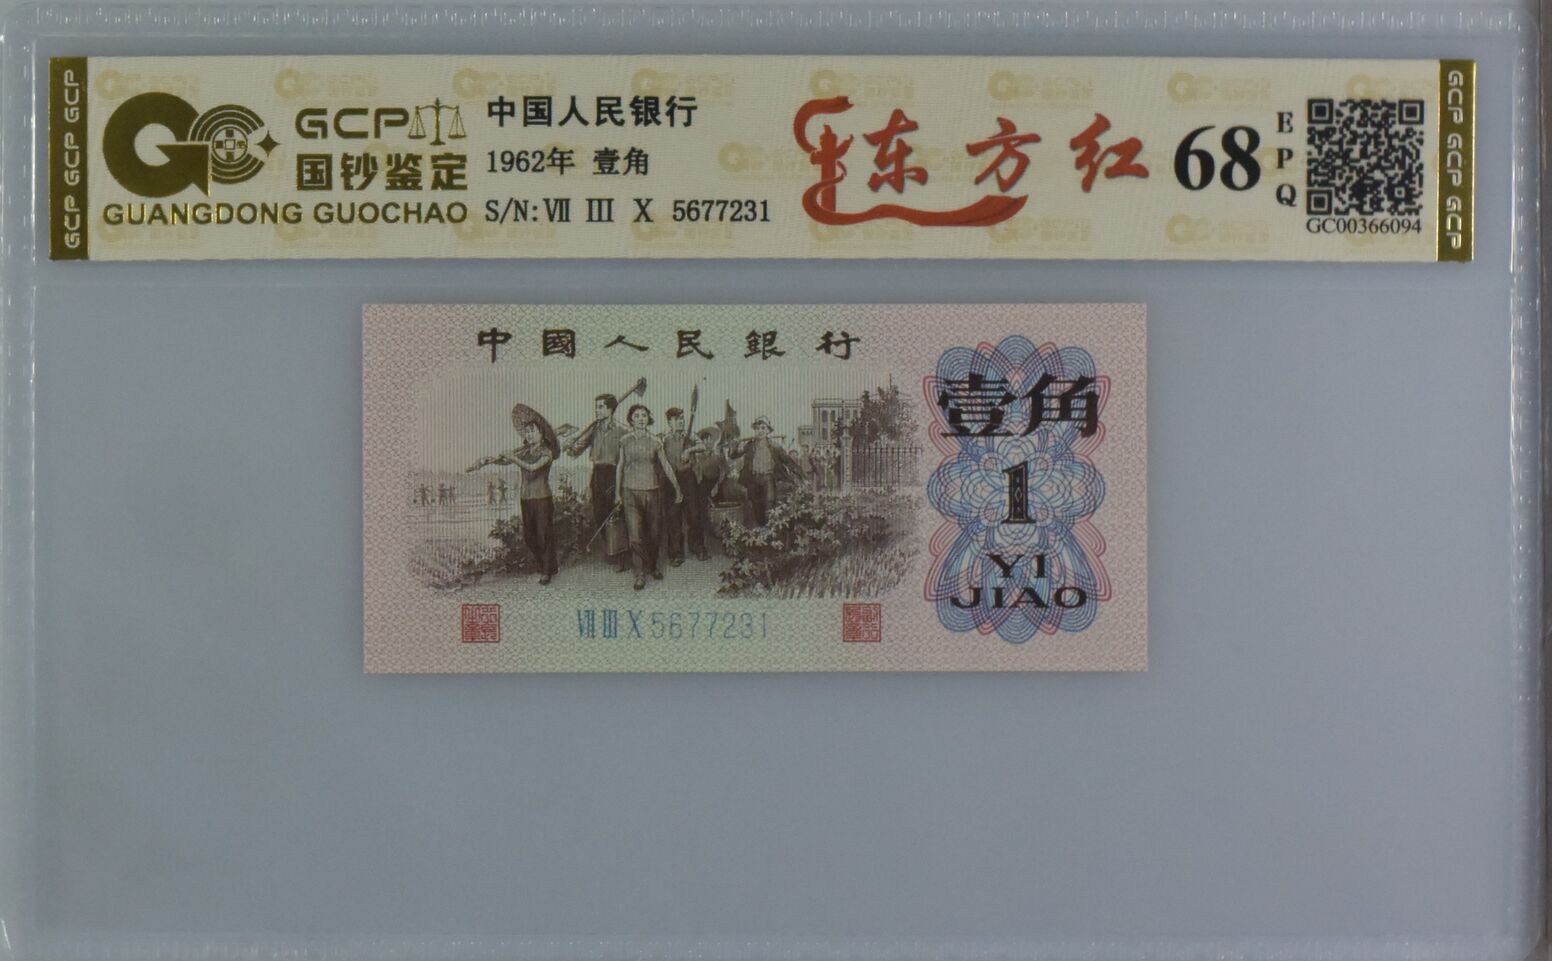 GCP GCP GCP
GCP
国钞鉴定
GUANGDONG GUOCHAO
中国人民银行
1962年 壹角
S/N:Ⅶ Ⅲ X 5677231
东方红
68
EPQ
GC00366094
GCP GCP GCP
中國人民銀行
壹角
1
YI
JIAO
Ⅶ Ⅲ X 5677231